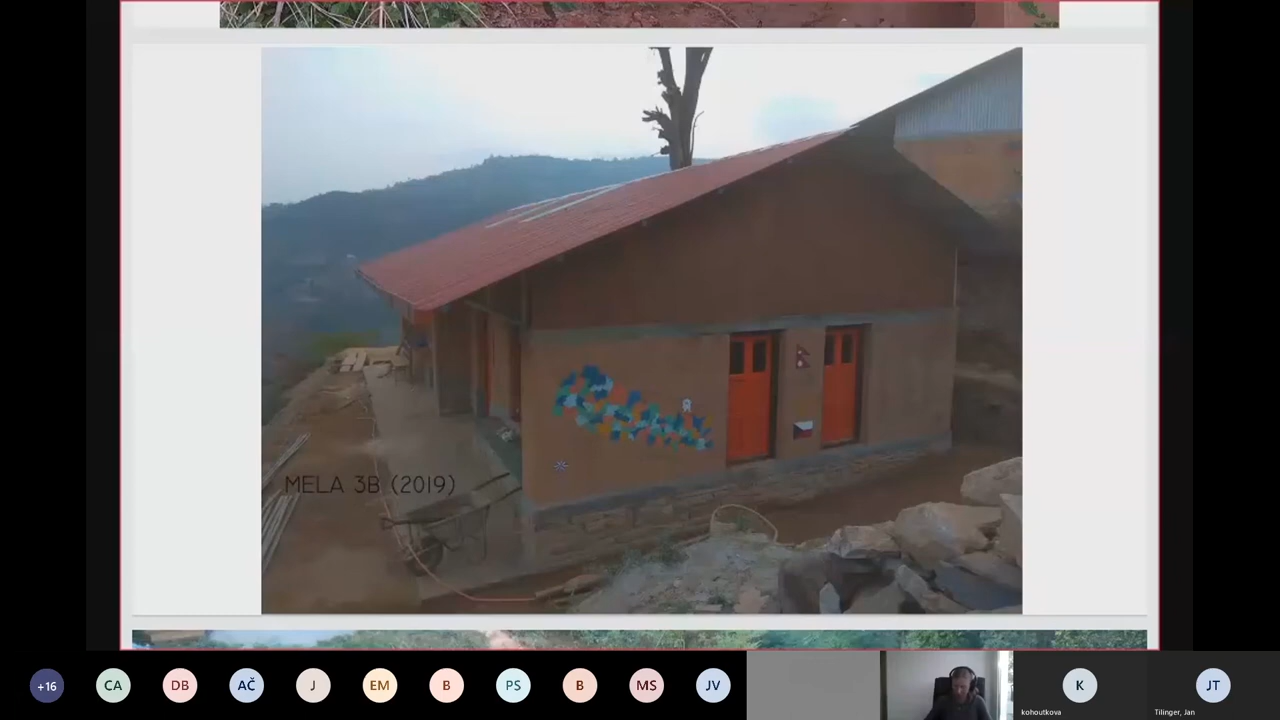 MELA 3B (2019)
+16
CA
DB
AČ
J
EM
B
PS
B
MS
JV
K
JT
kohoutkova
Tilinger, Jan